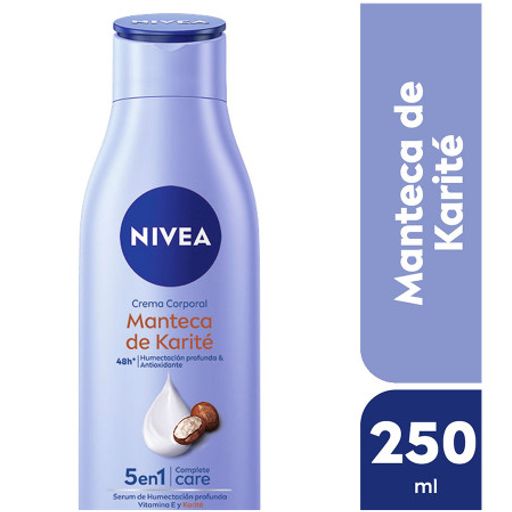 NIVEA
NIVEA
Crema Corporal
Manteca
de Karité
48h* Humectación profunda &
Antioxidante
5en1 Complete
care
Serum de Humectación profunda
Vitamina E y Karité
Manteca de
Karité
250
ml